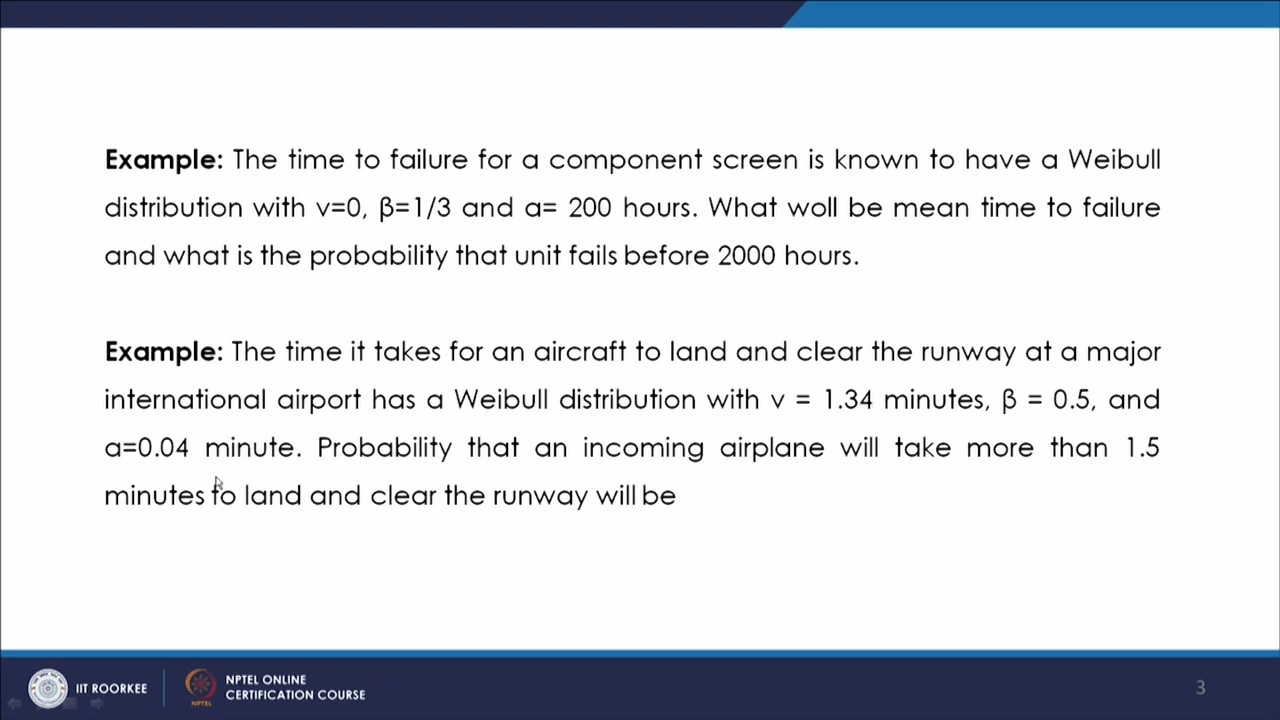 Example: The time to failure for a component screen is known to have a Weibull
distribution with ν=0, β=1/3 and a= 200 hours. What woll be mean time to failure
and what is the probability that unit fails before 2000 hours.
Example: The time it takes for an aircraft to land and clear the runway at a major
international airport has a Weibull distribution with ν = 1.34 minutes, β = 0.5, and
a=0.04 minute. Probability that an incoming airplane will take more than 1.5
minutes to land and clear the runway will be
IIT ROORKEE
NPTEL
NPTEL ONLINE
CERTIFICATION COURSE
3